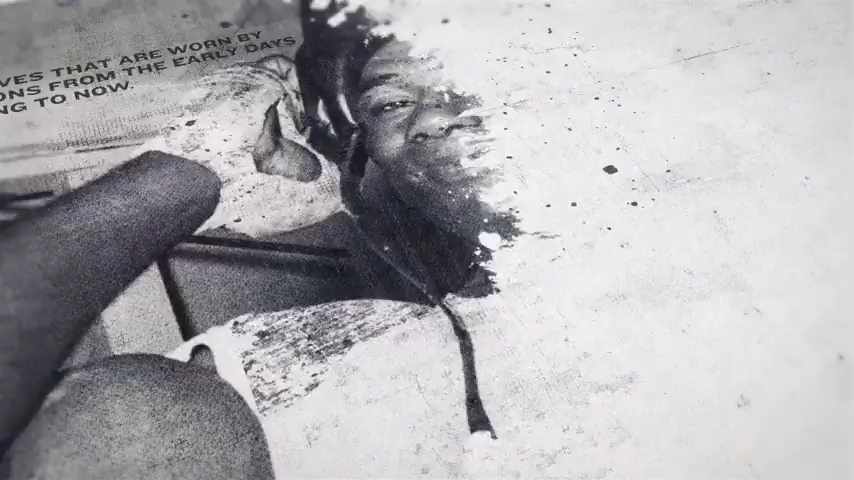 VES THAT ARE WORN BY
ONS FROM THE EARLY DAYS
NG TO NOW.